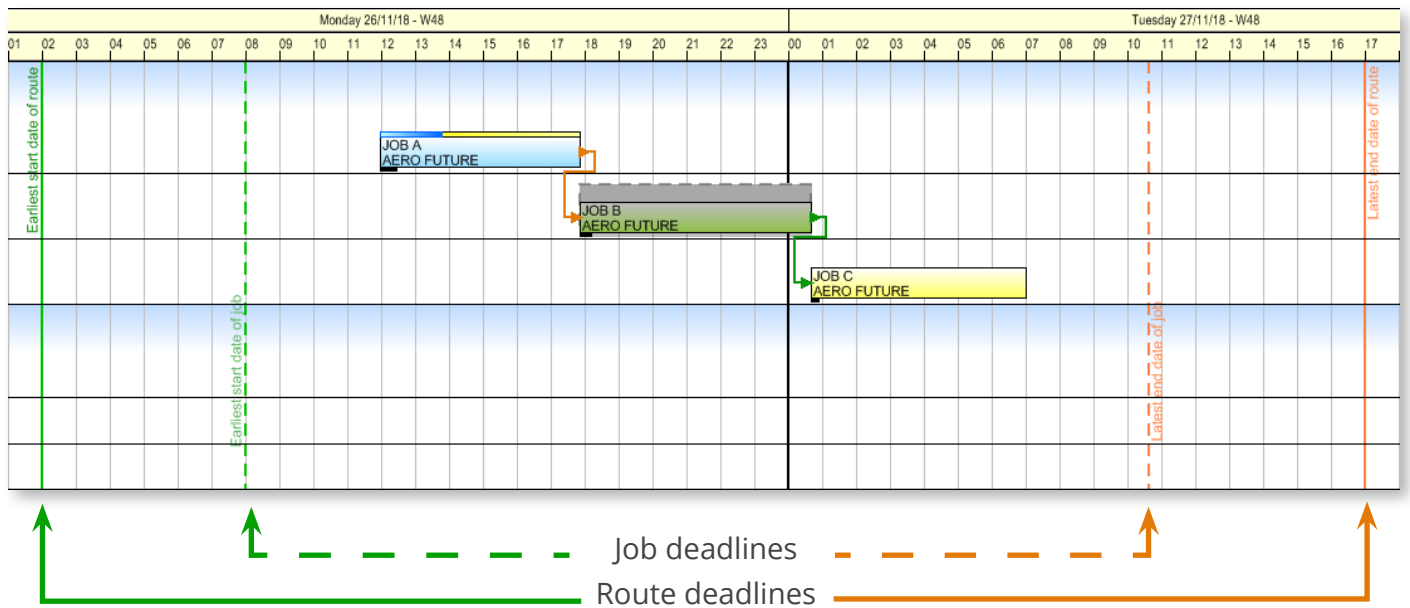 Monday 26/11/18 - W48
Tuesday 27/11/18 - W48
01 02 03 04 05 06 07 08 09 10 11 12 13 14 15 16 17 18 19 20 21 22 23 00 01 02 03 04 05 06 07 08 09 10 11 12 13 14 15 16 17
Earliest start date of route
Latest end date of route
JOB A
AERO FUTURE
JOB B
AERO FUTURE
JOB C
AERO FUTURE
Earliest start date of job
Latest end date of job
Job deadlines
Route deadlines